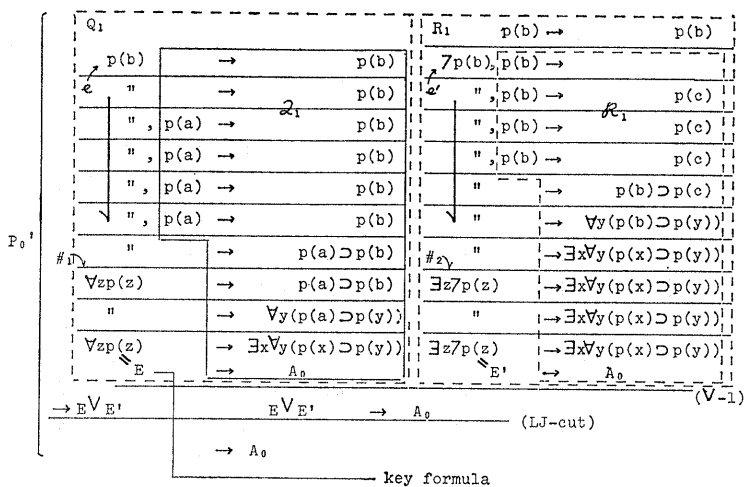 Q₁
R₁ p(b) → p(b)
p(b) → p(b)
e
" → p(b)
", p(a) → p(b)
", p(a) → p(b)
", p(a) → p(b)
", p(a) → p(b)
" → p(a)⊃p(b)
#₁
∀zp(z) → p(a)⊃p(b)
" → ∀y(p(a)⊃p(y))
∀zp(z) → ∃x∀y(p(x)⊃p(y))
E → A₀
𝒬₁
7p(b), p(b) →
e'
", p(b) → p(c)
", p(b) → p(c)
", p(b) → p(c)
" → p(b)⊃p(c)
" → ∀y(p(b)⊃p(y))
" → ∃x∀y(p(x)⊃p(y))
#₂
∃z7p(z) → ∃x∀y(p(x)⊃p(y))
" → ∃x∀y(p(x)⊃p(y))
∃z7p(z) → ∃x∀y(p(x)⊃p(y))
E' → A₀
ℛ₁
P₀'
(V-1)
→ E∨E' E∨E' → A₀
(LJ-cut)
→ A₀
key formula